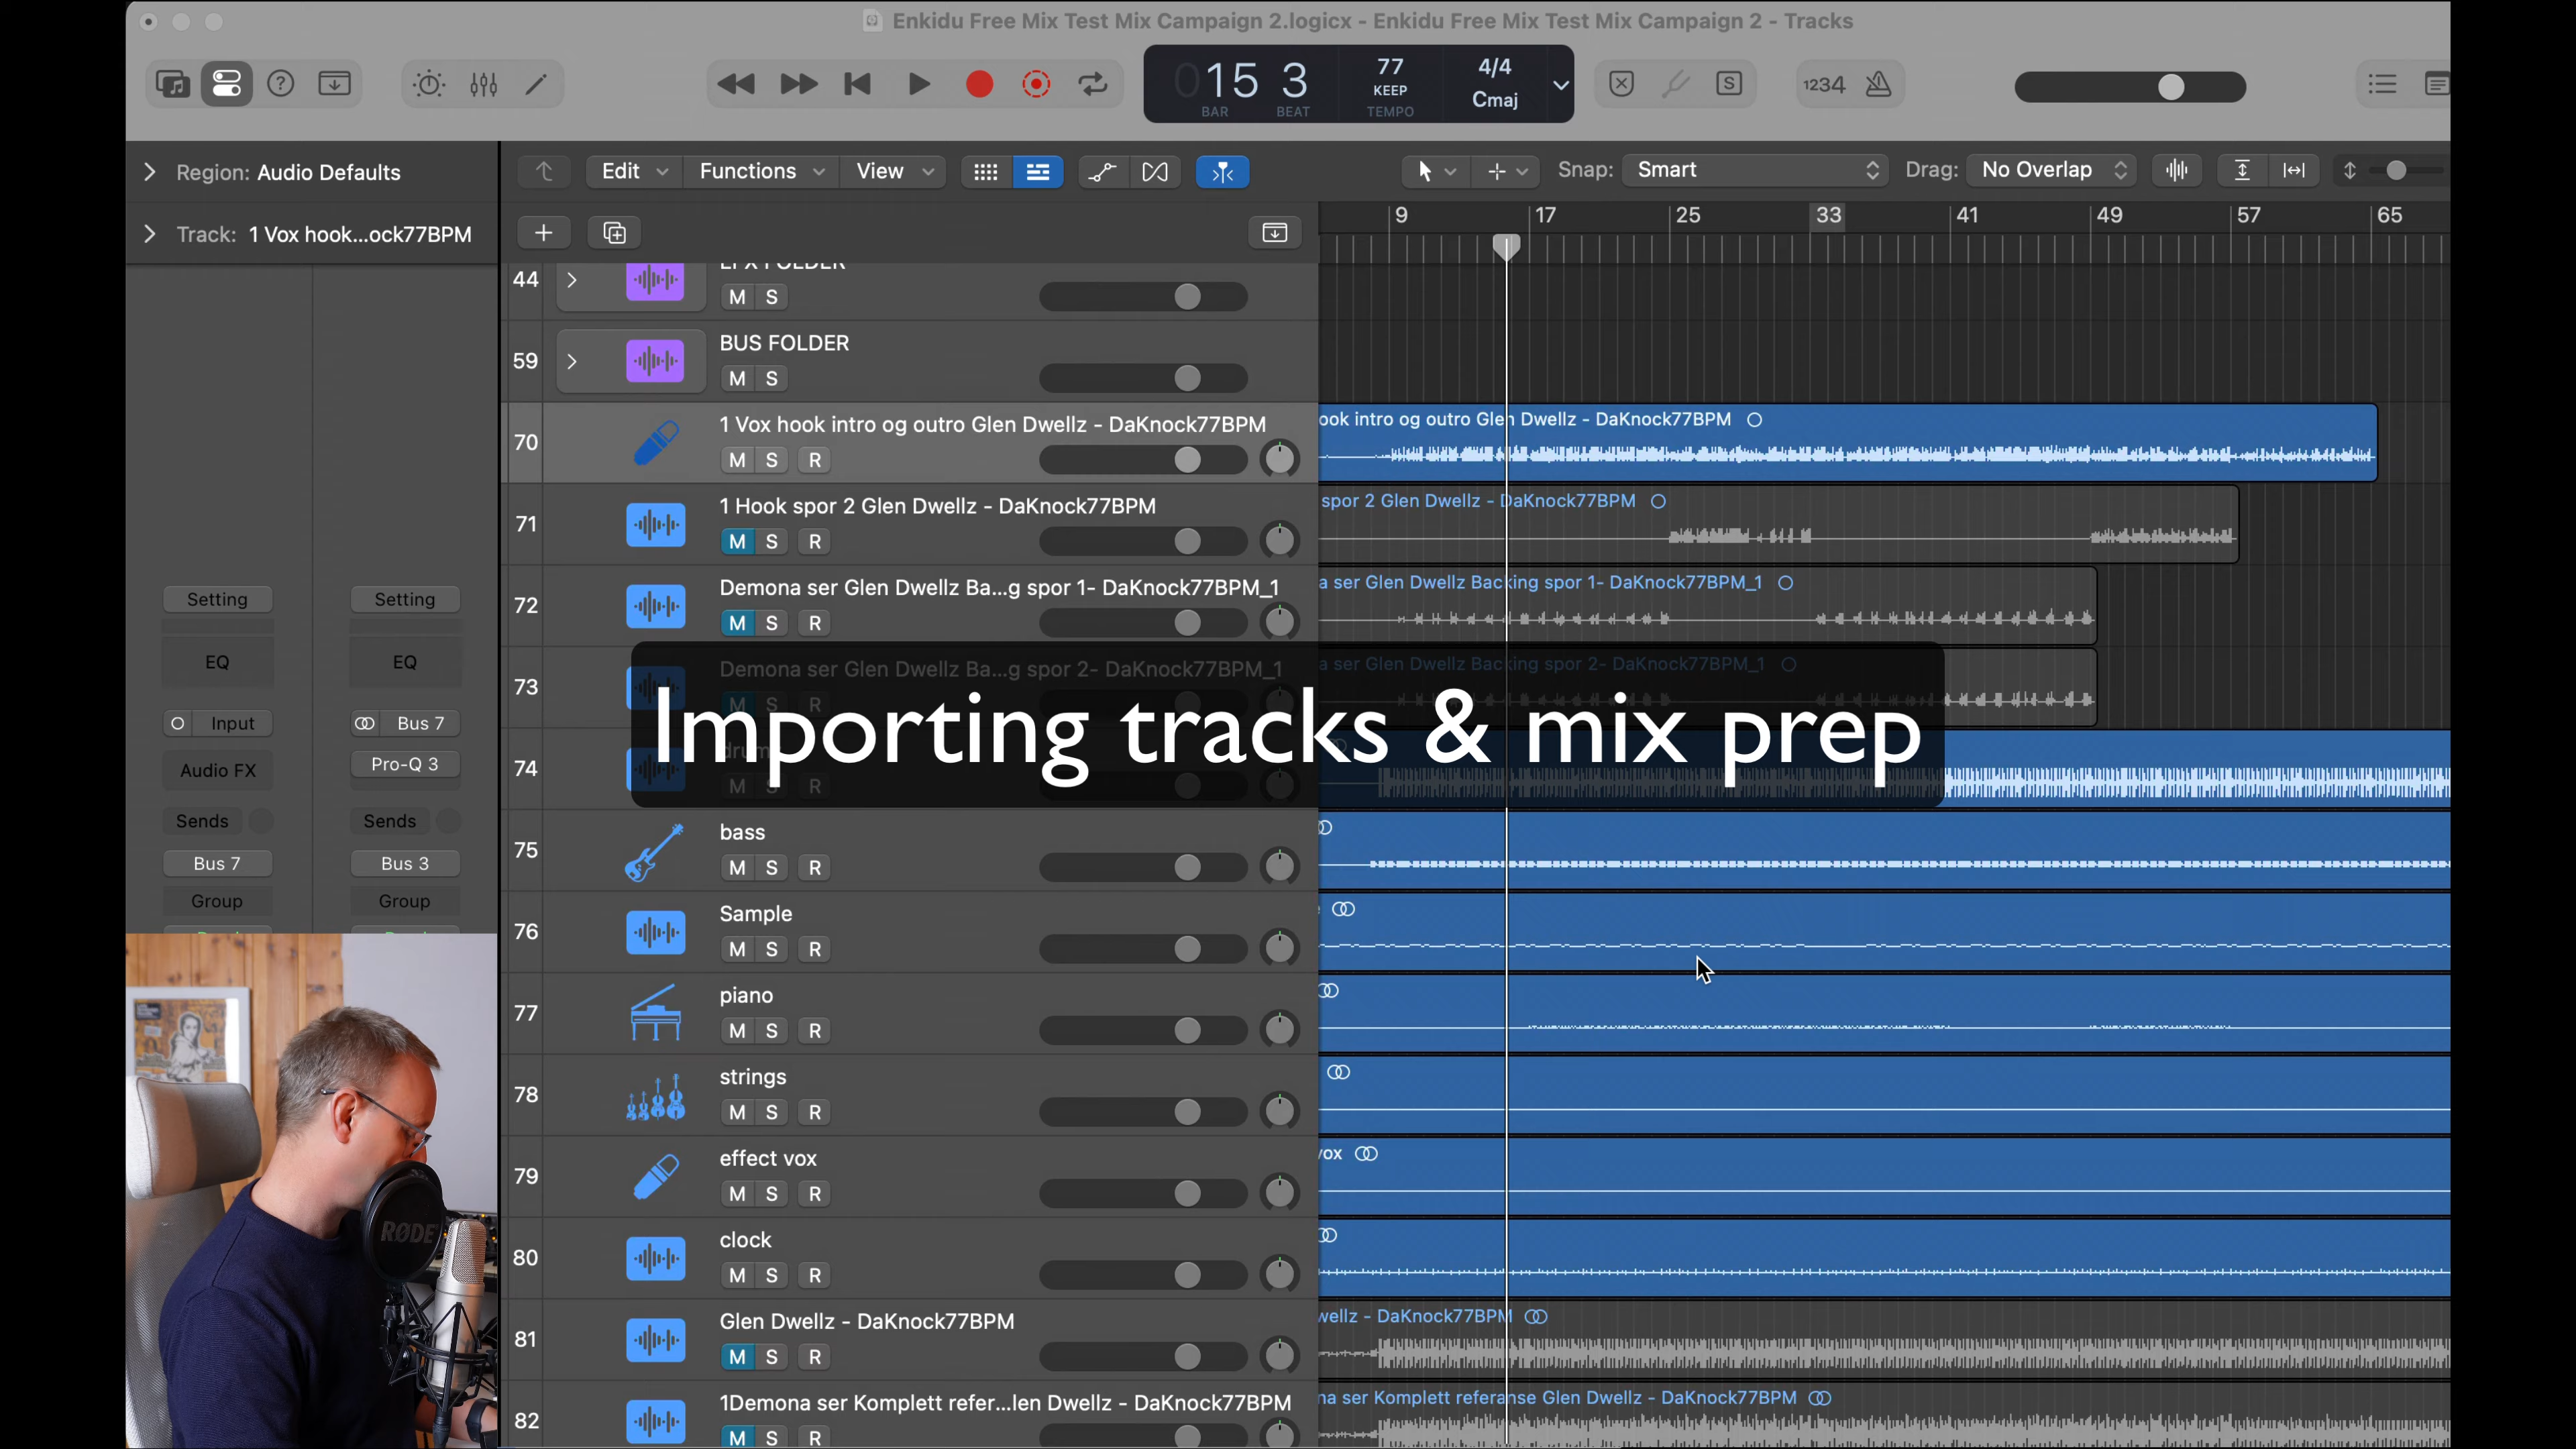 Enkidu Free Mix Test Mix Campaign 2.logicx - Enkidu Free Mix Test Mix Campaign 2 - Tracks
015 3 77 4/4
KEEP Cmaj
BAR BEAT TEMPO
1234
Region: Audio Defaults
Edit Functions View Snap: Smart Drag: No Overlap
Track: 1 Vox hook...ock77BPM
9 17 25 33 41 49 57 65
44 EFX FOLDER
M S
59 BUS FOLDER
M S
70 1 Vox hook intro og outro Glen Dwellz - DaKnock77BPM
M S R
ook intro og outro Glen Dwellz - DaKnock77BPM
71 1 Hook spor 2 Glen Dwellz - DaKnock77BPM
M S R
spor 2 Glen Dwellz - DaKnock77BPM
72 Demona ser Glen Dwellz Ba...g spor 1- DaKnock77BPM_1
M S R
a ser Glen Dwellz Backing spor 1- DaKnock77BPM_1
73 Demona ser Glen Dwellz Ba...g spor 2- DaKnock77BPM_1
M S R
a ser Glen Dwellz Backing spor 2- DaKnock77BPM_1
Importing tracks & mix prep
74 drum
M R
75 bass
M S R
76 Sample
M S R
77 piano
M S R
78 strings
M S R
79 effect vox
M S R
vox
80 clock
M S R
81 Glen Dwellz - DaKnock77BPM
M S R
wellz - DaKnock77BPM
82 1Demona ser Komplett refer...len Dwellz - DaKnock77BPM
M S R
na ser Komplett referanse Glen Dwellz - DaKnock77BPM
Setting Setting
EQ EQ
Input Bus 7
Audio FX Pro-Q 3
Sends Sends
Bus 7 Bus 3
Group Group
RØDE